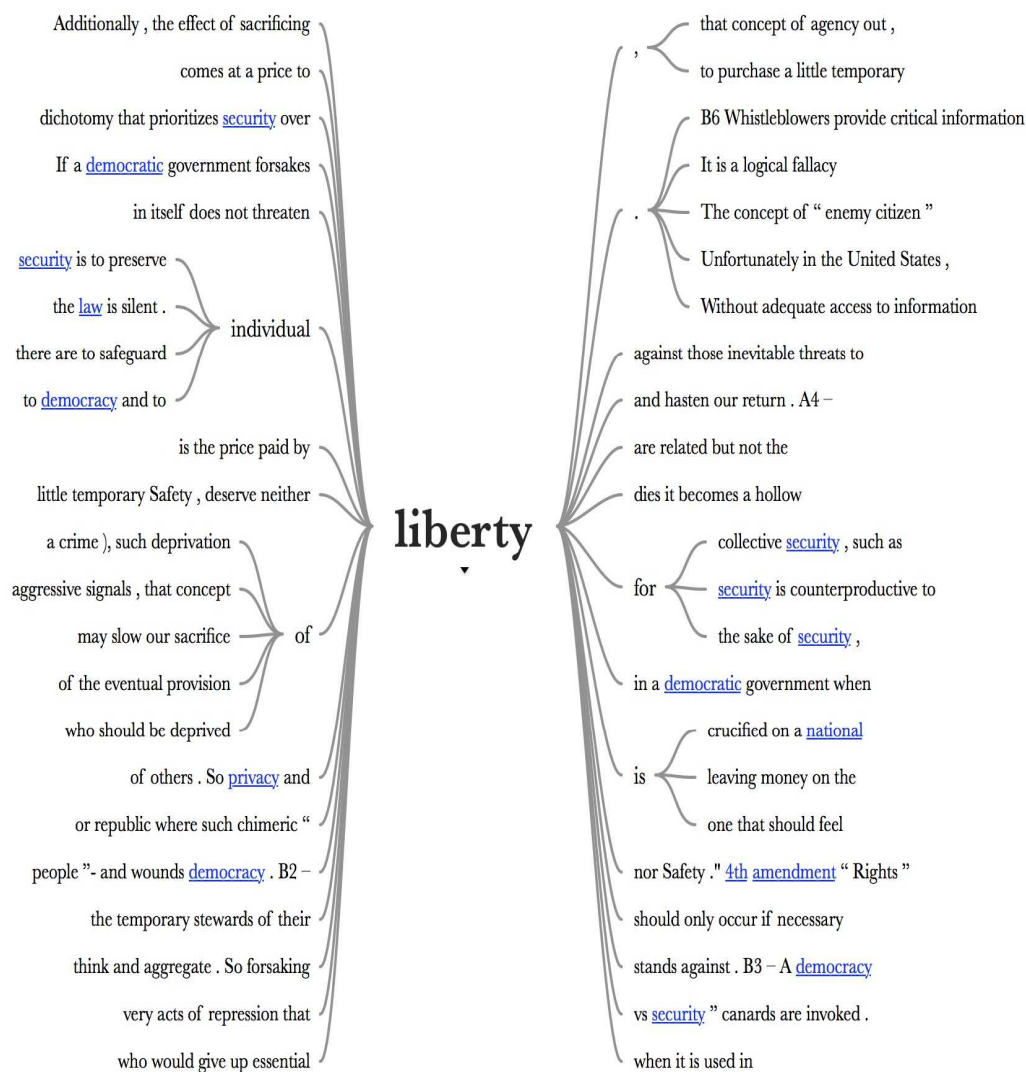 Additionally , the effect of sacrificing
comes at a price to
dichotomy that prioritizes security over
If a democratic government forsakes
in itself does not threaten
security is to preserve
the law is silent .
there are to safeguard
to democracy and to
individual
is the price paid by
little temporary Safety , deserve neither
a crime ), such deprivation
aggressive signals , that concept
may slow our sacrifice
of the eventual provision
who should be deprived
of
of others . So privacy and
or republic where such chimeric “
people ”- and wounds democracy . B2 –
the temporary stewards of their
think and aggregate . So forsaking
very acts of repression that
who would give up essential
liberty
,
that concept of agency out ,
to purchase a little temporary
.
B6 Whistleblowers provide critical information
It is a logical fallacy
The concept of “ enemy citizen ”
Unfortunately in the United States ,
Without adequate access to information
against those inevitable threats to
and hasten our return . A4 –
are related but not the
dies it becomes a hollow
for
collective security , such as
security is counterproductive to
the sake of security ,
in a democratic government when
is
crucified on a national
leaving money on the
one that should feel
nor Safety ." 4th amendment “ Rights ”
should only occur if necessary
stands against . B3 – A democracy
vs security ” canards are invoked .
when it is used in